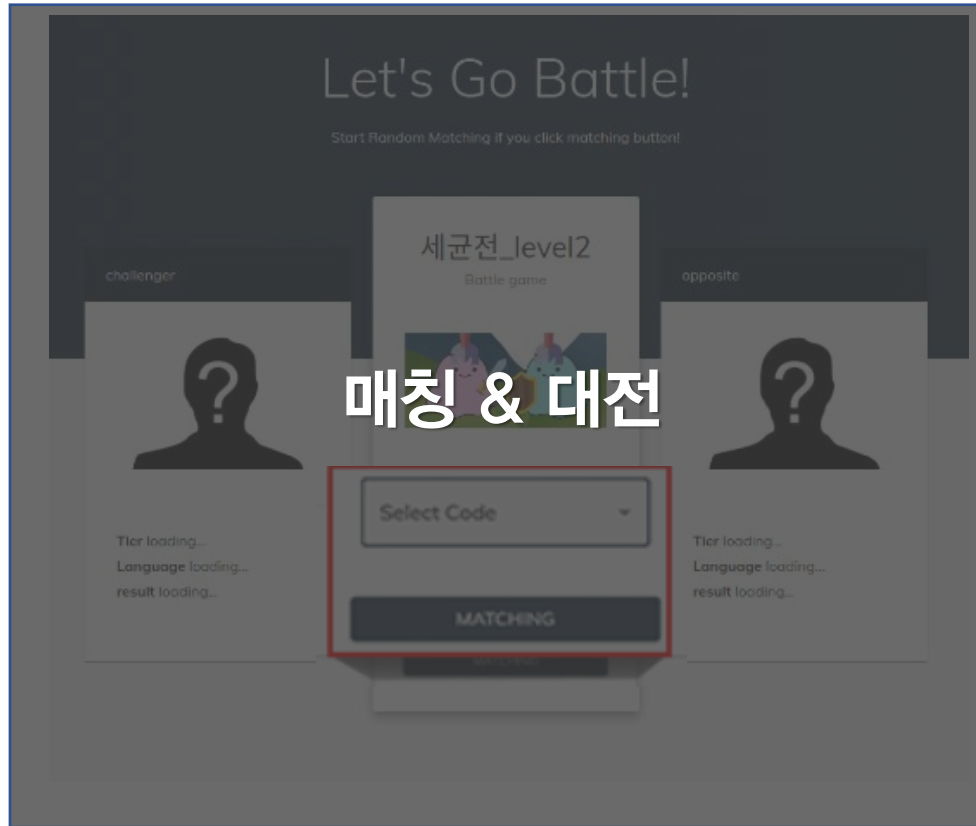 Let's Go Battle!
Start Random Matching if you click matching button!
세균전_level2
Battle game
challenger
opposite
매칭 & 대전
Select Code
MATCHING
MATCHING
Tier loading...
Language loading...
result loading...
Tier loading...
Language loading...
result loading...